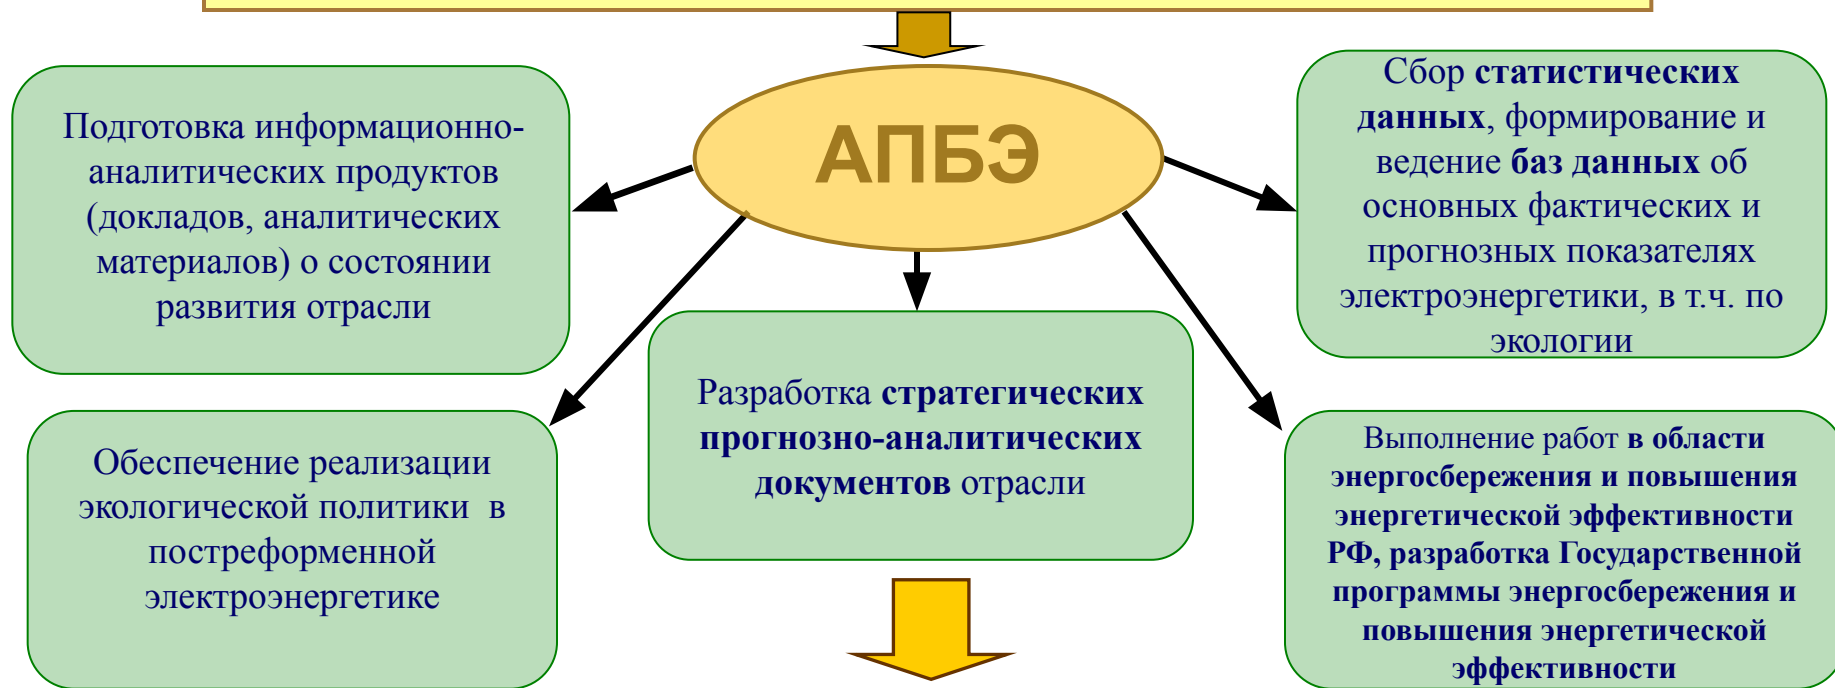 АПБЭ
Подготовка информационно-
аналитических продуктов
(докладов, аналитических
материалов) о состоянии
развития отрасли
Сбор статистических
данных, формирование и
ведение баз данных об
основных фактических и
прогнозных показателях
электроэнергетики, в т.ч. по
экологии
Обеспечение реализации
экологической политики в
постреформенной
электроэнергетике
Разработка стратегических
прогнозно-аналитических
документов отрасли
Выполнение работ в области
энергосбережения и повышения
энергетической эффективности
РФ, разработка Государственной
программы энергосбережения и
повышения энергетической
эффективности